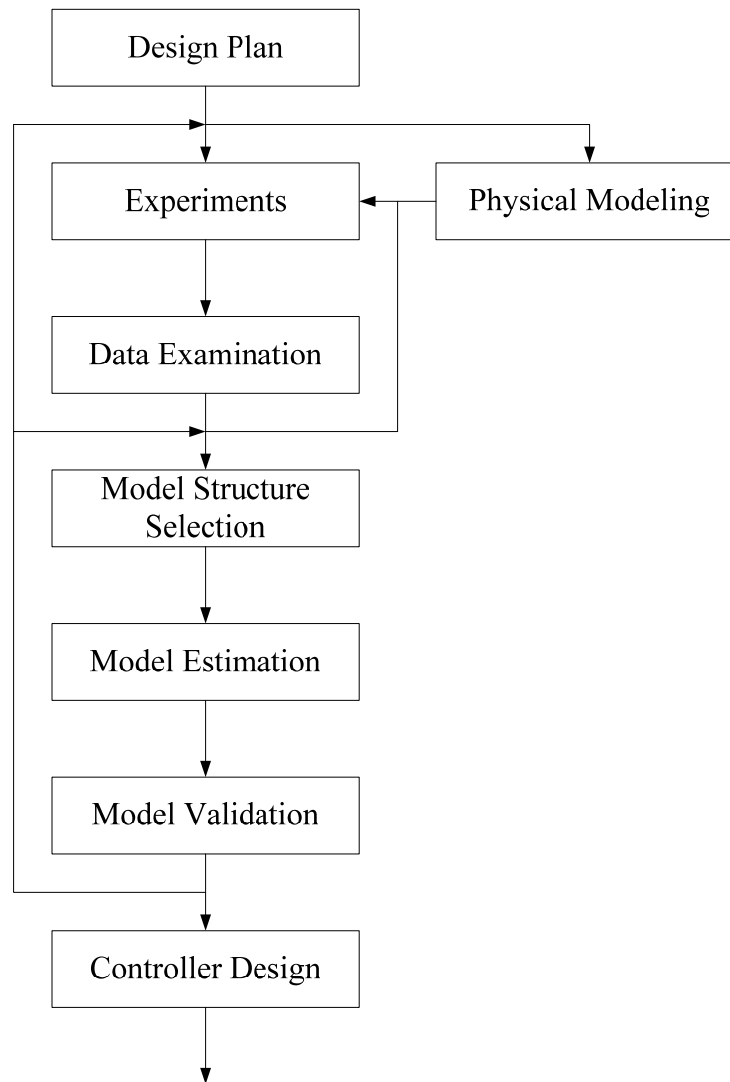 Design Plan
Experiments
Physical Modeling
Data Examination
Model Structure
Selection
Model Estimation
Model Validation
Controller Design